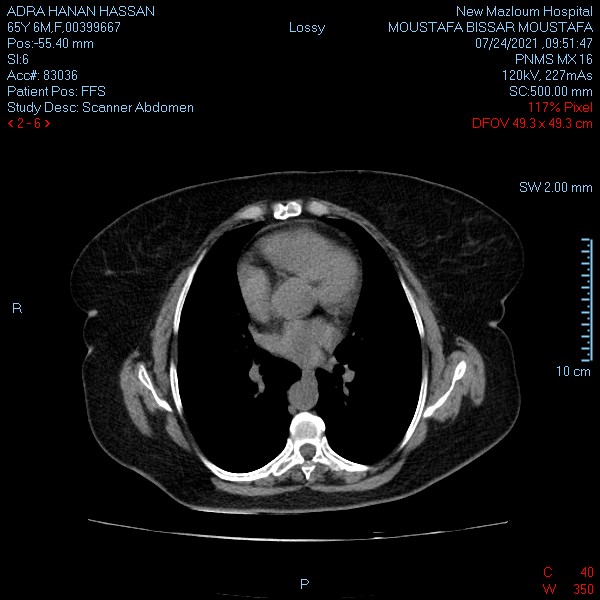 ADRA HANAN HASSAN
65Y 6M,F,00399667
Pos:-55.40 mm
SI:6
Acc#: 83036
Patient Pos: FFS
Study Desc: Scanner Abdomen
< 2 - 6 >
Lossy
New Mazloum Hospital
MOUSTAFA BISSAR MOUSTAFA
07/24/2021 ,09:51:47
PNMS MX 16
120kV, 227mAs
SC:500.00 mm
117% Pixel
DFOV 49.3 x 49.3 cm
SW 2.00 mm
R
10 cm
P
C 40
W 350